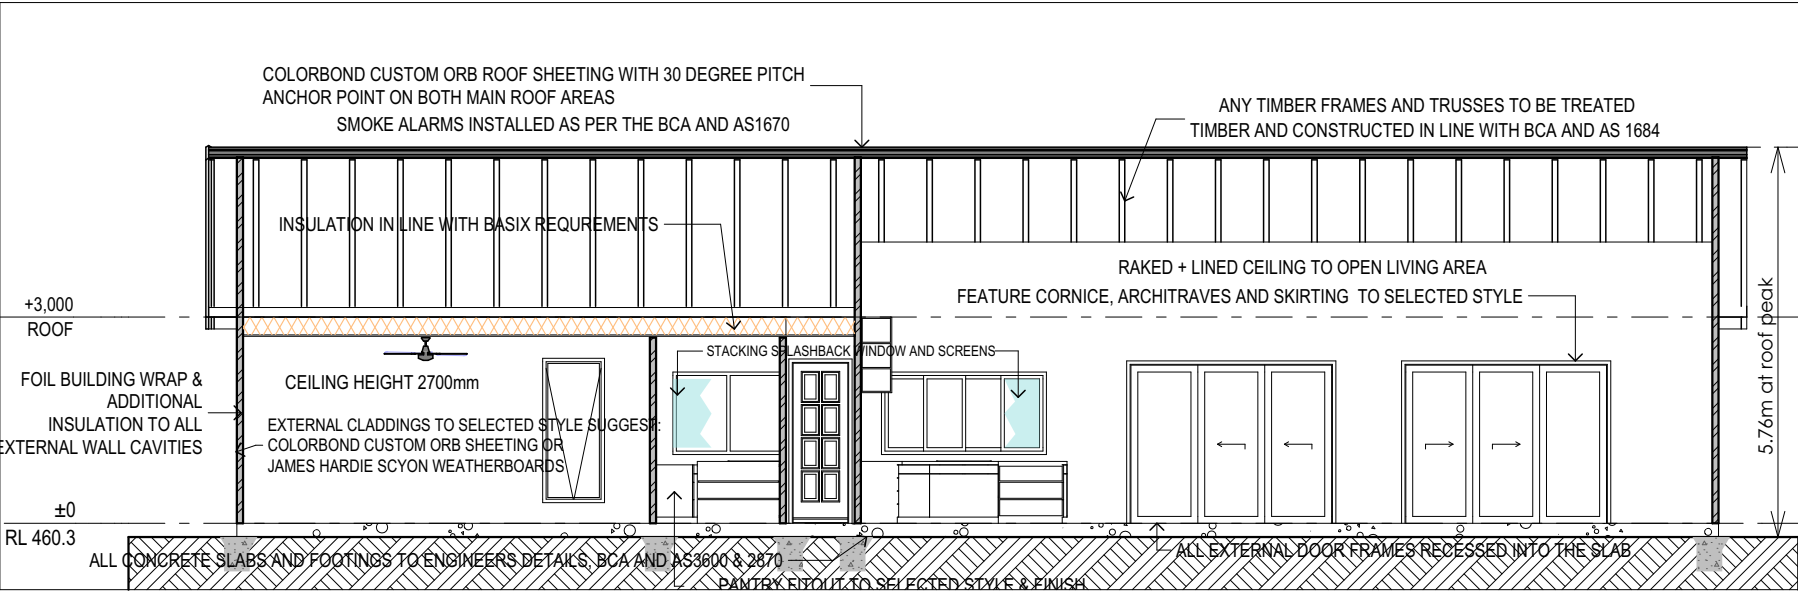 COLORBOND CUSTOM ORB ROOF SHEETING WITH 30 DEGREE PITCH
ANCHOR POINT ON BOTH MAIN ROOF AREAS
SMOKE ALARMS INSTALLED AS PER THE BCA AND AS1670
ANY TIMBER FRAMES AND TRUSSES TO BE TREATED
TIMBER AND CONSTRUCTED IN LINE WITH BCA AND AS 1684
INSULATION IN LINE WITH BASIX REQUREMENTS
RAKED + LINED CEILING TO OPEN LIVING AREA
FEATURE CORNICE, ARCHITRAVES AND SKIRTING TO SELECTED STYLE
+3,000
ROOF
5.76m at roof peak
STACKING SPLASHBACK WINDOW AND SCREENS
CEILING HEIGHT 2700mm
FOIL BUILDING WRAP &
ADDITIONAL
INSULATION TO ALL
EXTERNAL WALL CAVITIES
EXTERNAL CLADDINGS TO SELECTED STYLE SUGGEST:
COLORBOND CUSTOM ORB SHEETING OR
JAMES HARDIE SCYON WEATHERBOARDS
±0
RL 460.3
ALL CONCRETE SLABS AND FOOTINGS TO ENGINEERS DETAILS, BCA AND AS3600 & 2870
ALL EXTERNAL DOOR FRAMES RECESSED INTO THE SLAB
PANTRY FITOUT TO SELECTED STYLE & FINISH